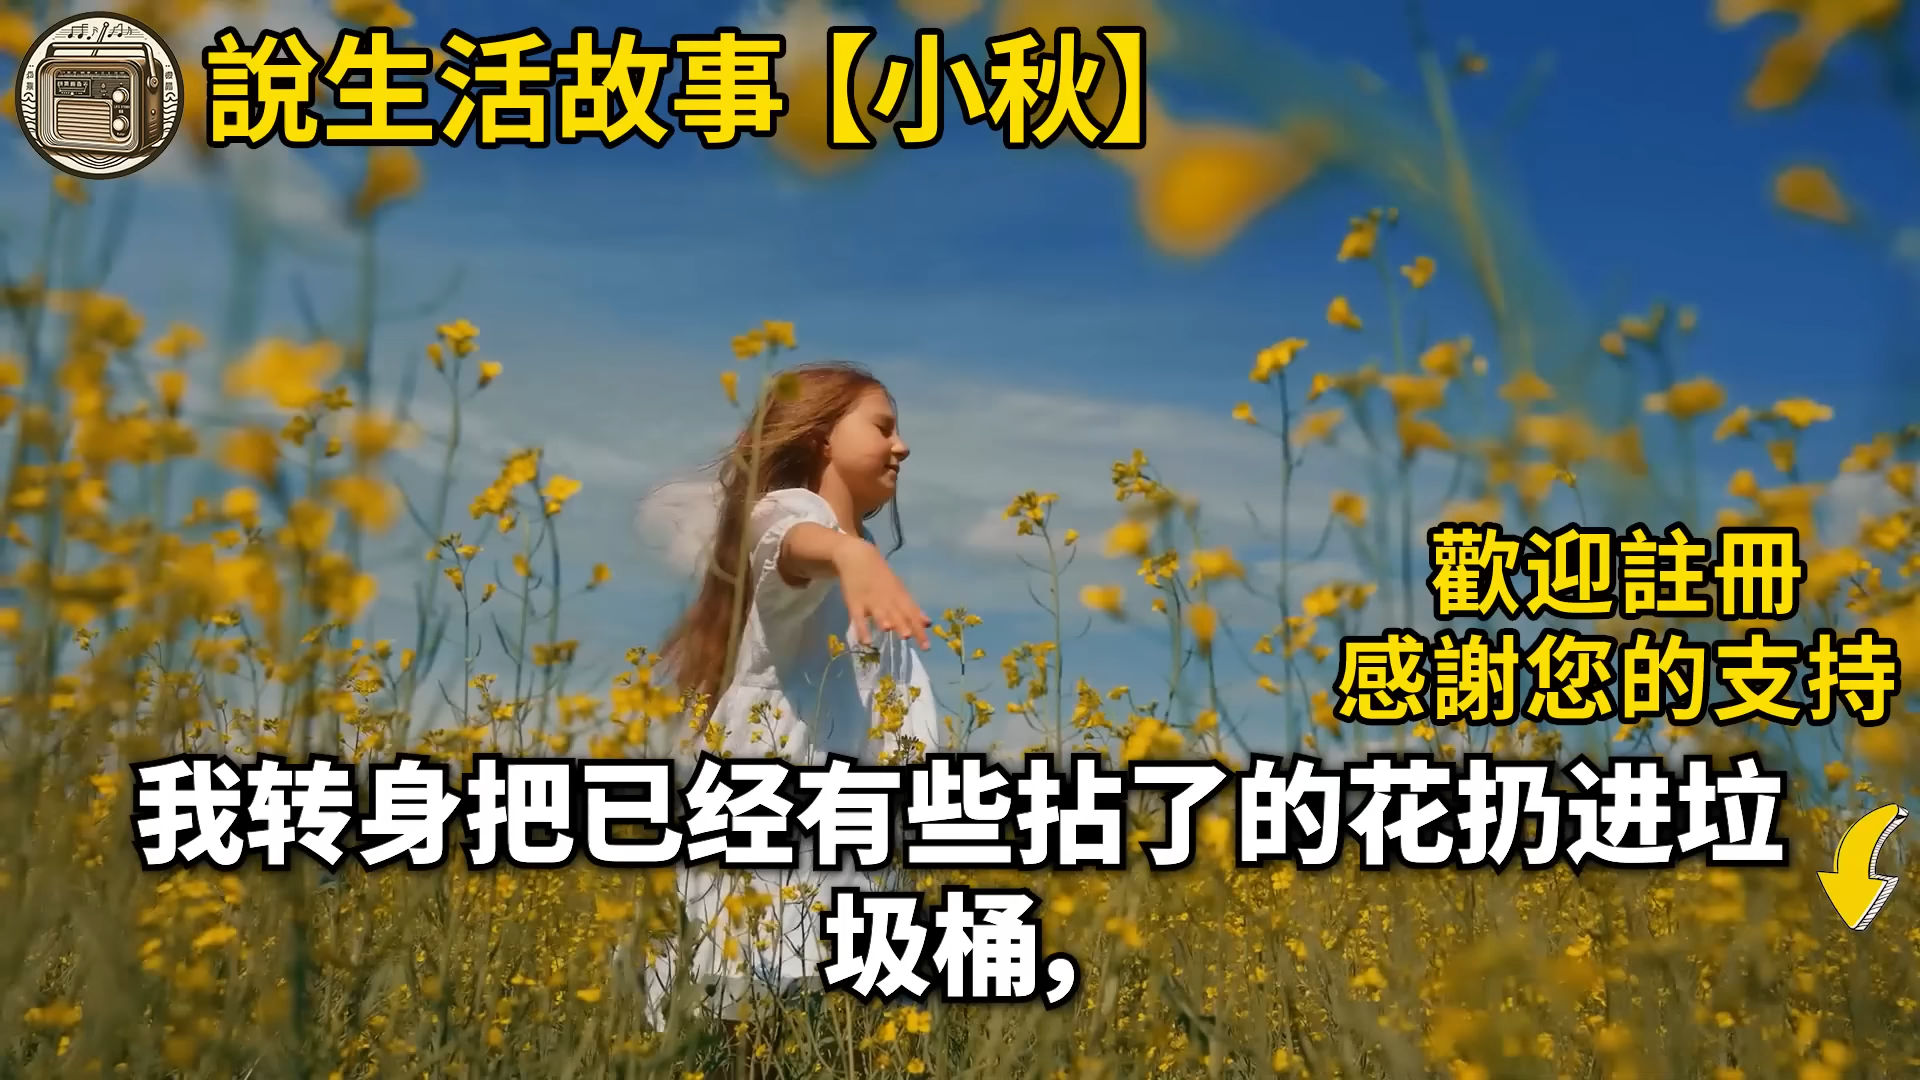 說生活故事【小秋】
歡迎註冊
感謝您的支持
我转身把已经有些拈了的花扔进垃
圾桶,